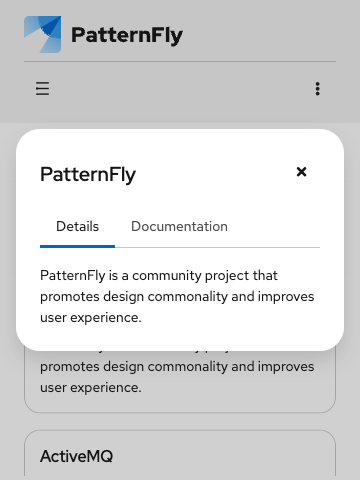 PatternFly
PatternFly
Details
Documentation
PatternFly is a community project that
promotes design commonality and improves
user experience.
promotes design commonality and improves
user experience.
ActiveMQ